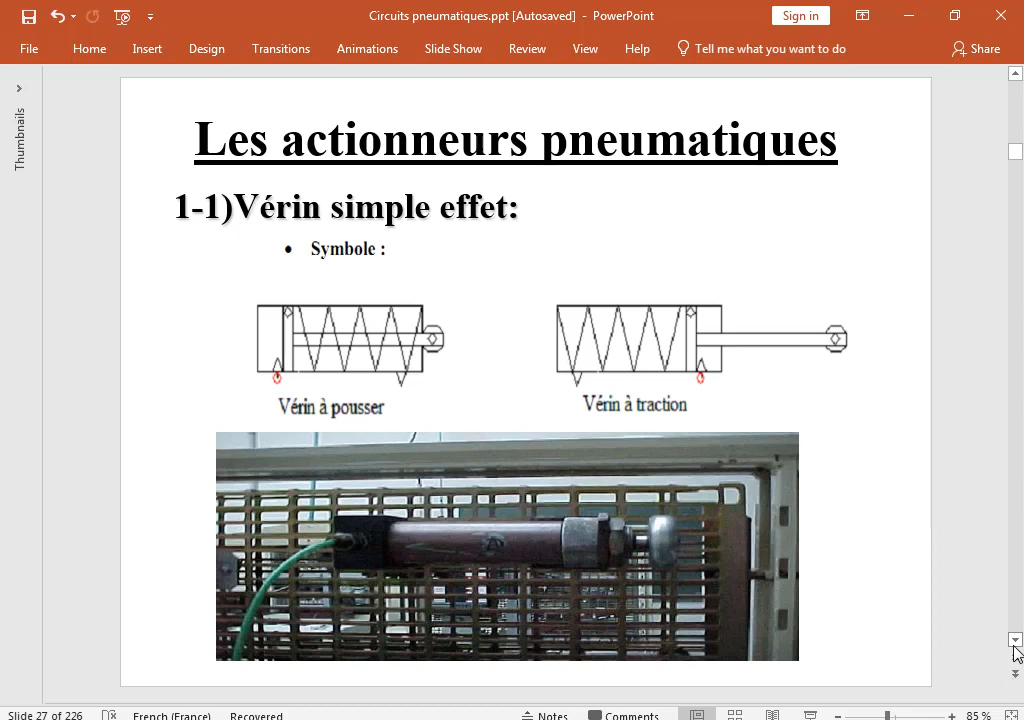 Circuits pneumatiques.ppt [Autosaved] - PowerPoint
Sign in
File Home Insert Design Transitions Animations Slide Show Review View Help Tell me what you want to do Share
Thumbnails
Les actionneurs pneumatiques
1-1)Vérin simple effet:
• Symbole :
Vérin à pousser
Vérin à traction
Slide 27 of 226 French (France) Recovered Notes Comments 85 %